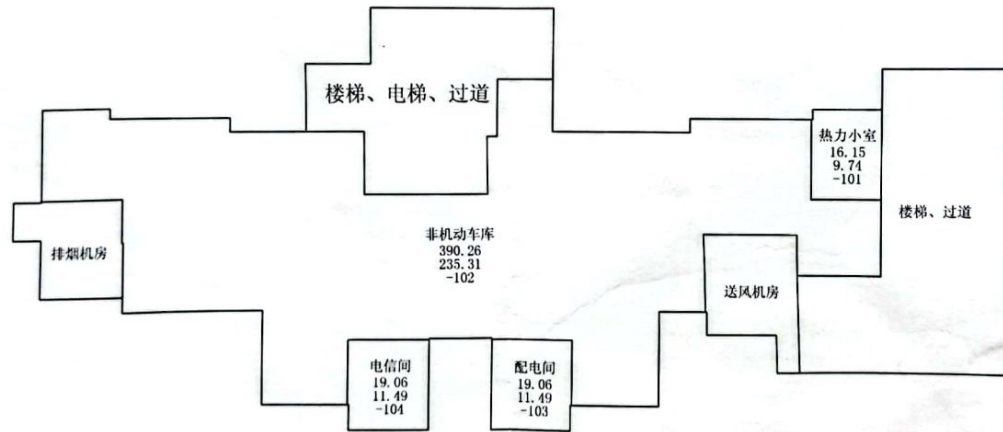 楼梯、电梯、过道
热力小室
16.15
9.74
-101
楼梯、过道
排烟机房
非机动车库
390.26
235.31
-102
送风机房
电信间
19.06
11.49
-104
配电间
19.06
11.49
-103